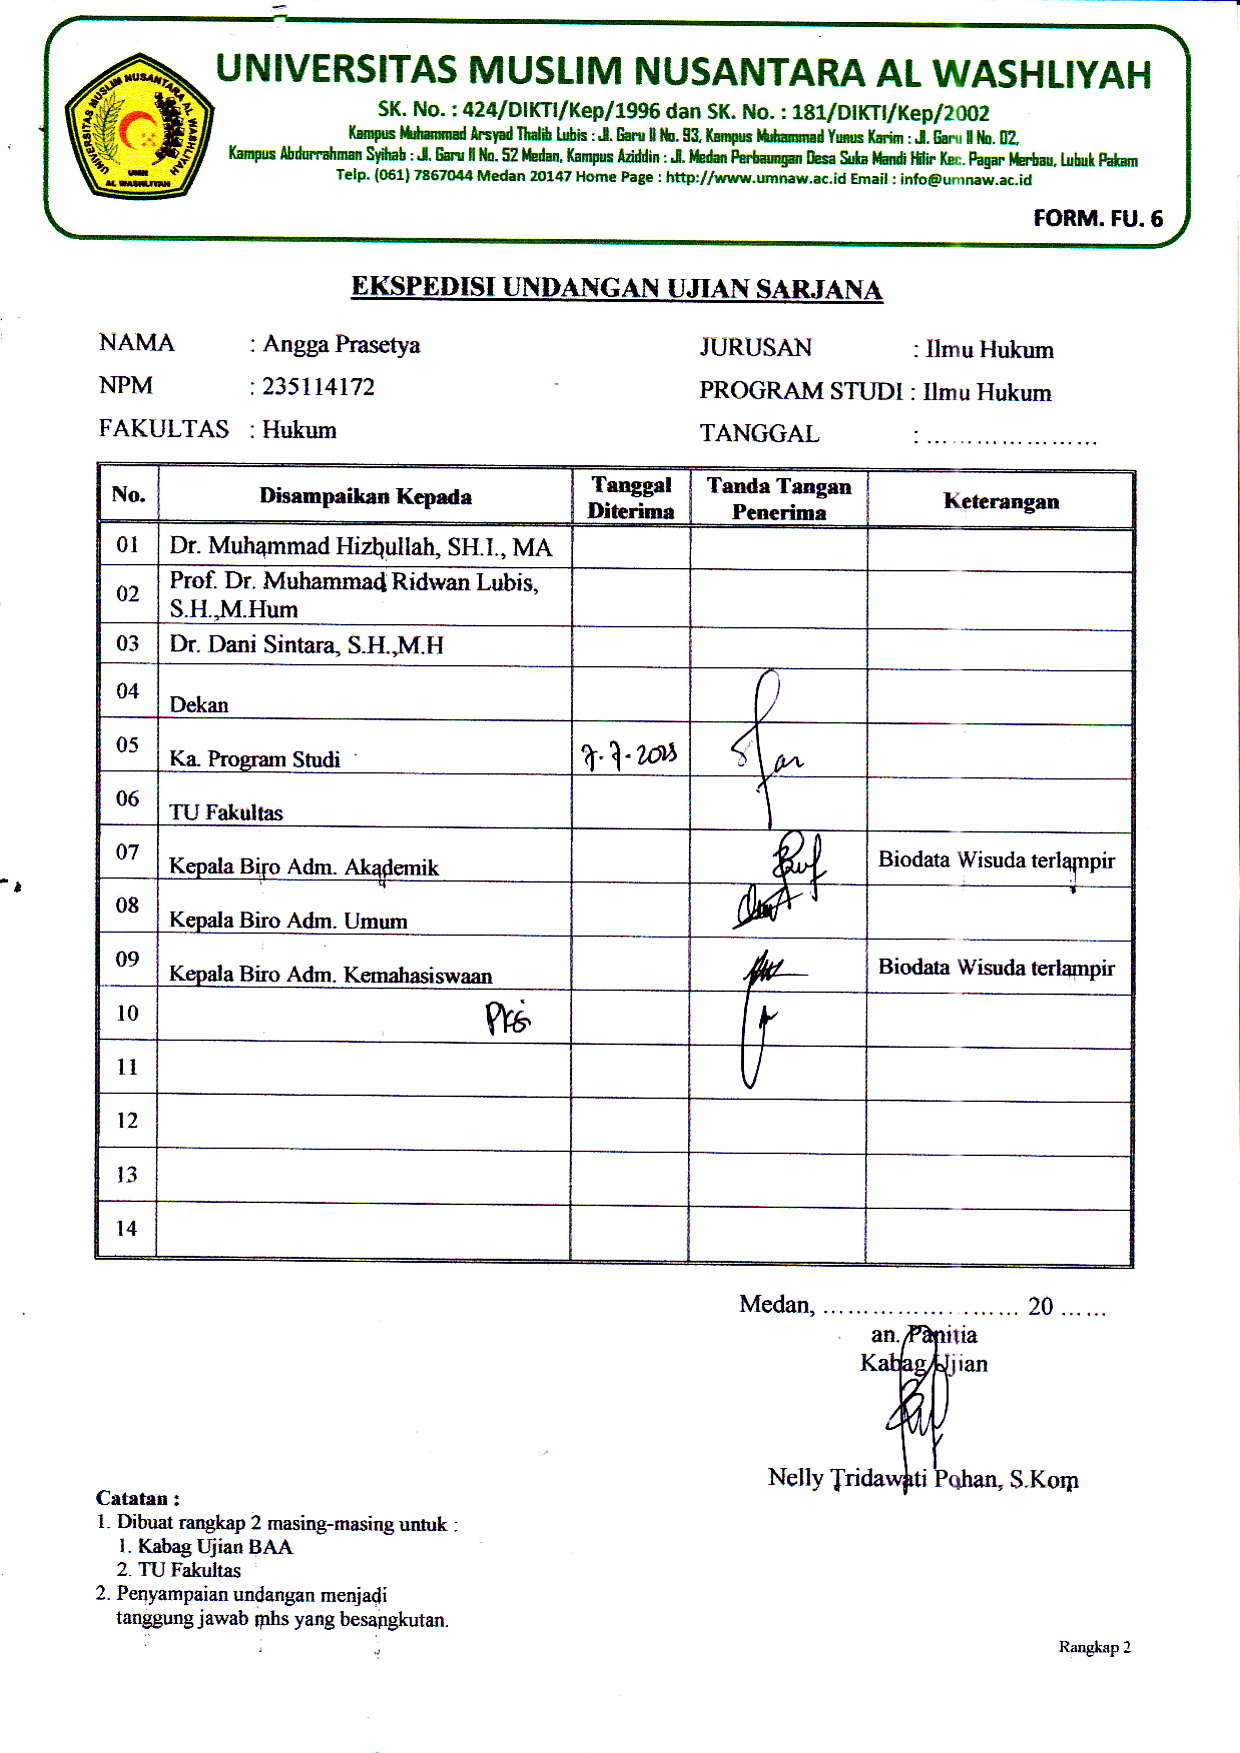 UNIVERSITAS MUSLIM NUSANTARA AL WASHLIYAH
SK. No. : 424/DIKTI/Kep/1996 dan SK. No. : 181/DIKTI/Kep/2002
Kampus Muhammad Arsyad Thalib Lubis : Jl. Garu II No. 93, Kampus Muhammad Yunus Karim : Jl. Garu II No. 02,
Kampus Abdurrahman Syihab : Jl. Garu II No. 52 Medan, Kampus Aziddin : Jl. Medan Perbaungan Desa Suka Mandi Hilir Kec. Pagar Merbau, Lubuk Pakam
Telp. (061) 7867044 Medan 20147 Home Page : http://www.umnaw.ac.id Email : info@umnaw.ac.id
UNIVERSITAS MUSLIM NUSANTARA AL WASHLIYAH
UMN
AL WASHLIYAH
FORM. FU. 6
EKSPEDISI UNDANGAN UJIAN SARJANA
NAMA : Angga Prasetya JURUSAN : Ilmu Hukum
NPM : 235114172 PROGRAM STUDI : Ilmu Hukum
FAKULTAS : Hukum TANGGAL : .....................
No. Disampaikan Kepada Tanggal Diterima Tanda Tangan Penerima Keterangan
01 Dr. Muhammad Hizbullah, SH.I., MA
02 Prof. Dr. Muhammad Ridwan Lubis,
S.H.,M.Hum
03 Dr. Dani Sintara, S.H.,M.H
04 Dekan
05 Ka. Program Studi 7-7-2025
06 TU Fakultas
07 Kepala Biro Adm. Akademik Biodata Wisuda terlampir
08 Kepala Biro Adm. Umum
09 Kepala Biro Adm. Kemahasiswaan Biodata Wisuda terlampir
10
11
12
13
14
Medan, ........................ 20 ......
an. Panitia
Kabag Ujian
Nelly Tridawati Pohan, S.Kom
Catatan :
1. Dibuat rangkap 2 masing-masing untuk :
1. Kabag Ujian BAA
2. TU Fakultas
2. Penyampaian undangan menjadi
tanggung jawab mhs yang besangkutan.
Rangkap 2